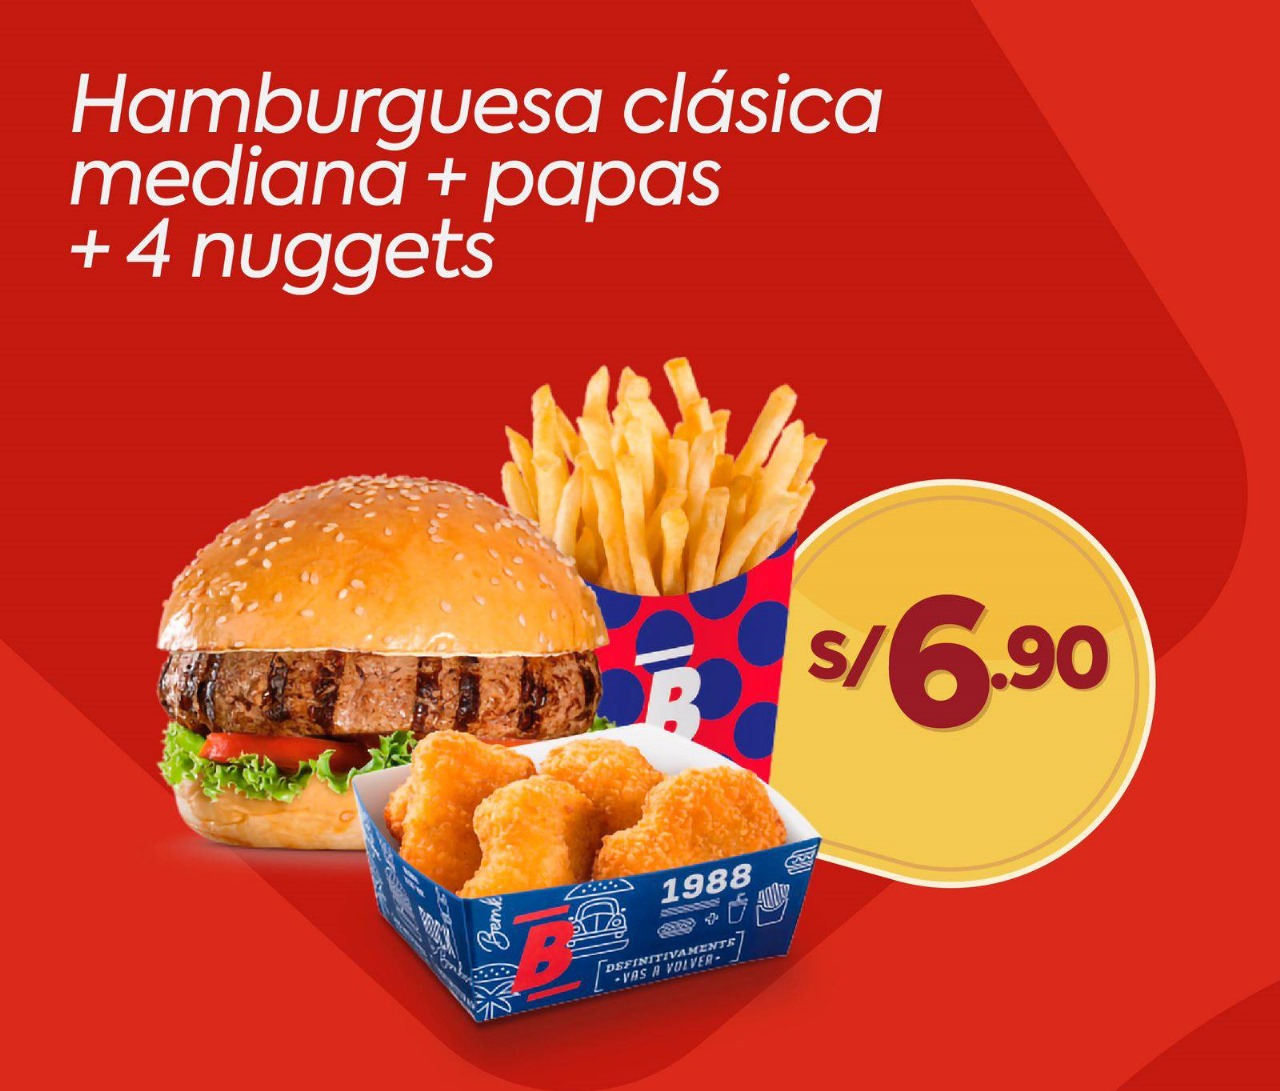 Hamburguesa clásica
mediana + papas
+ 4 nuggets
s/6.90
B
1988
B
DEFINITIVAMENTE
-VAS A VOLVER-